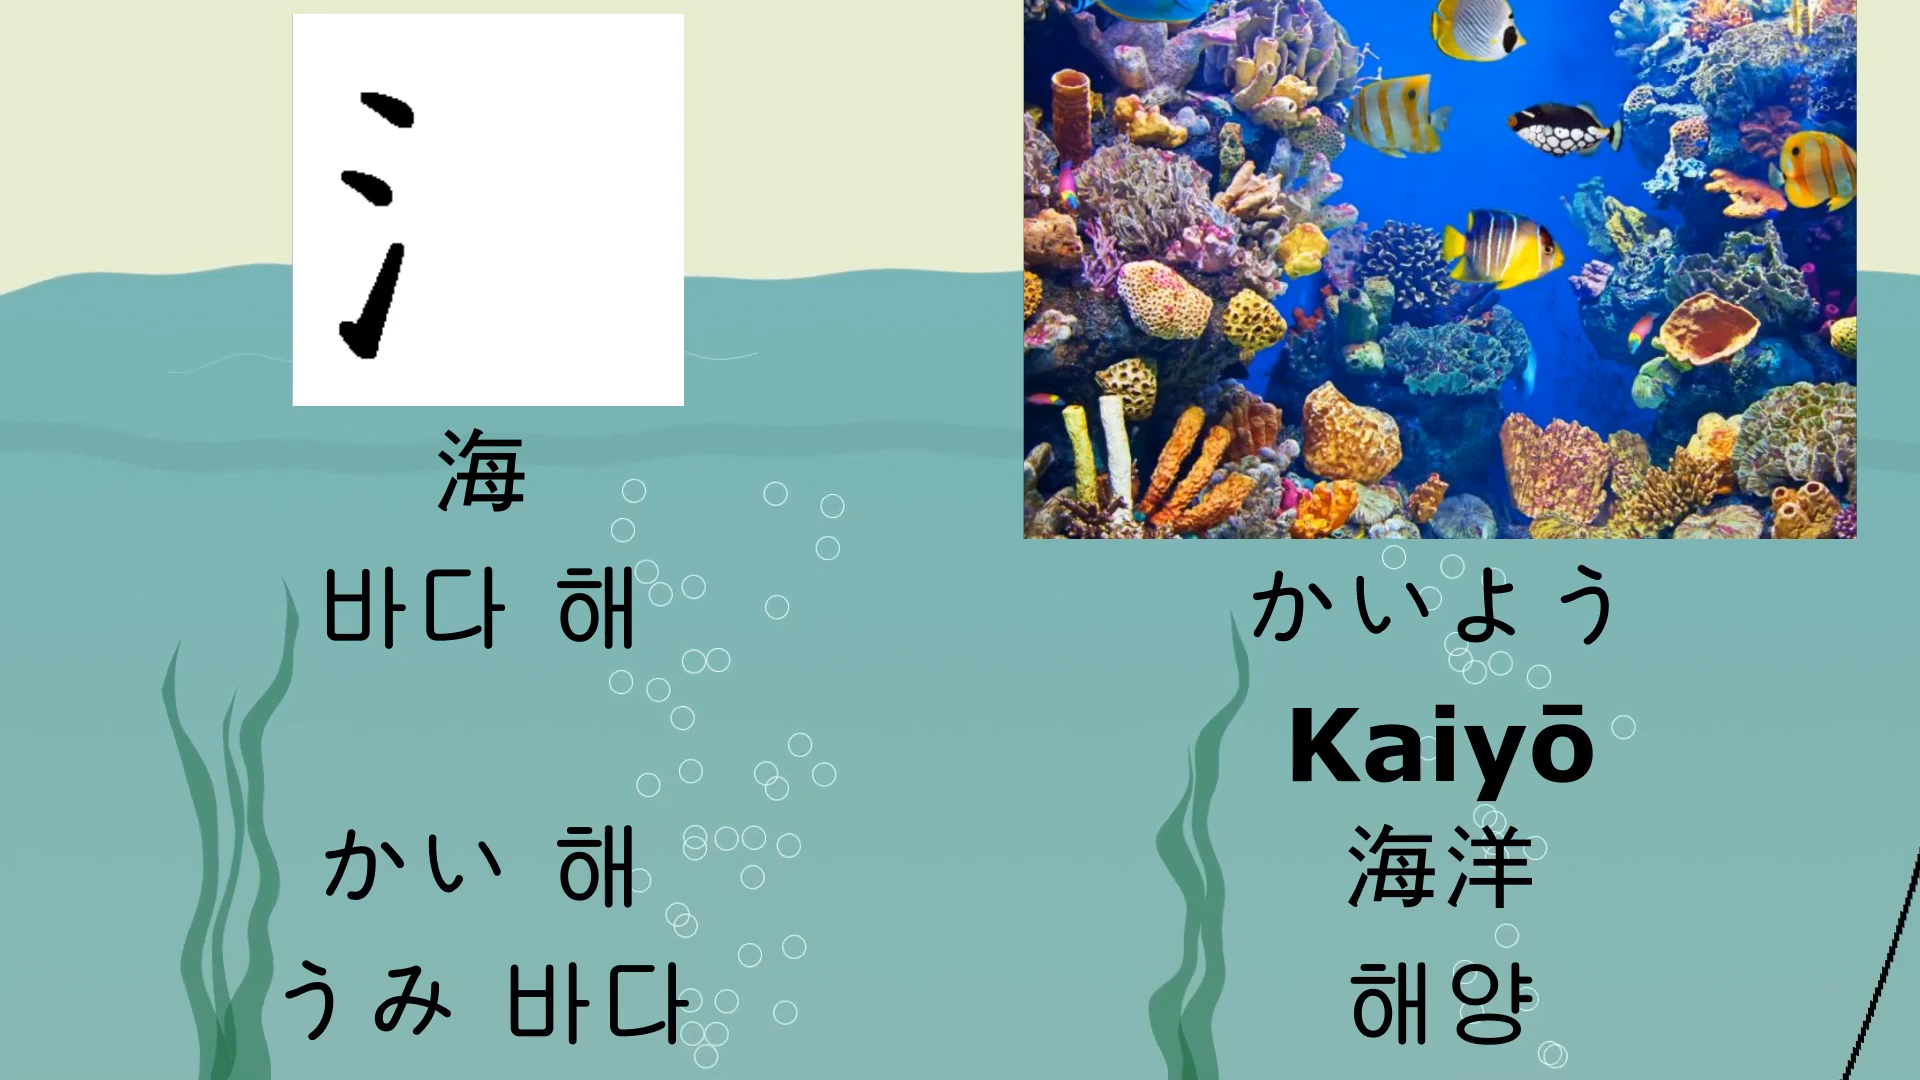 氵
海
바다 해
かい 해
うみ 바다
かいよう
Kaiyō
海洋
해양